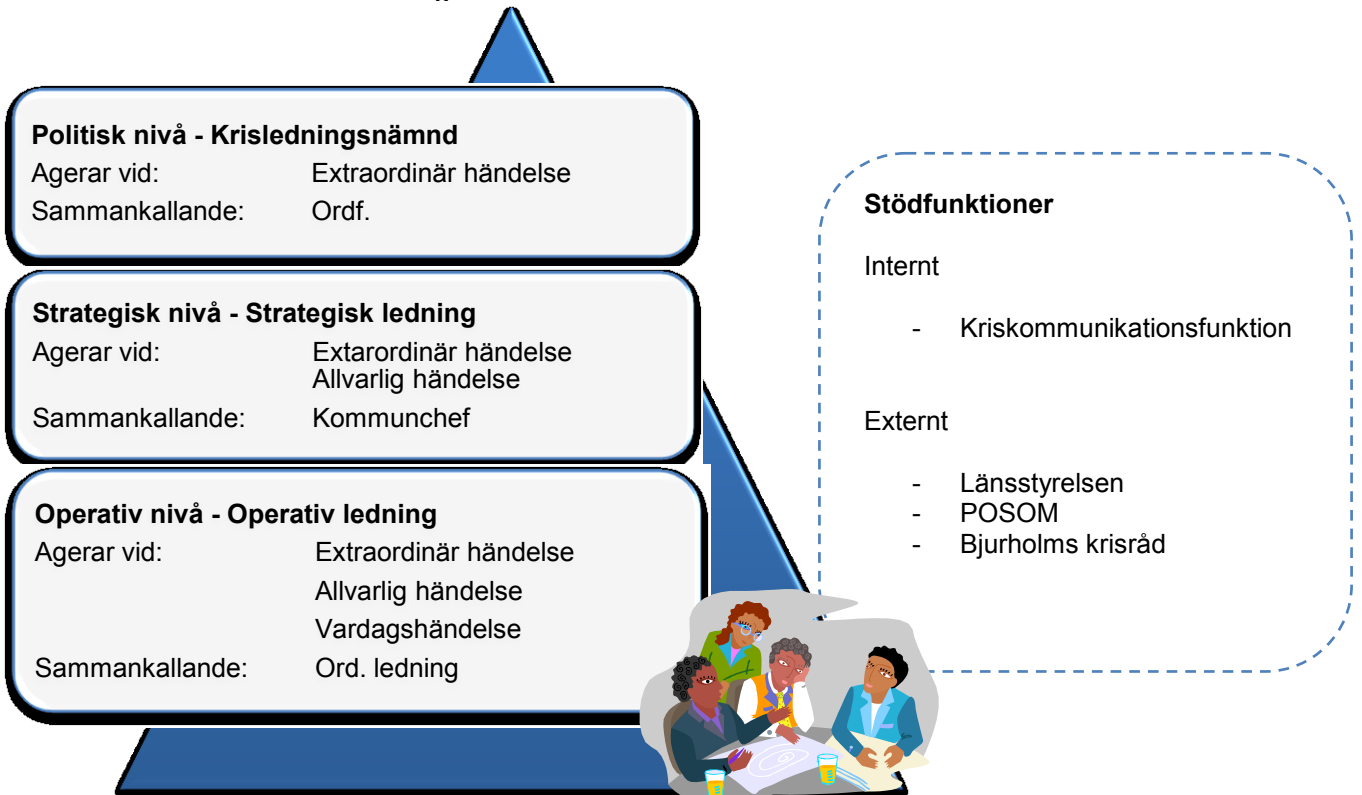 Politisk nivå - Krisledningsnämnd
Agerar vid: Extraordinär händelse
Sammankallande: Ordf.
Strategisk nivå - Strategisk ledning
Agerar vid: Extarordinär händelse
Allvarlig händelse
Sammankallande: Kommunchef
Operativ nivå - Operativ ledning
Agerar vid: Extraordinär händelse
Allvarlig händelse
Vardagshändelse
Sammankallande: Ord. ledning
Stödfunktioner
Internt
- Kriskommunikationsfunktion
Externt
- Länsstyrelsen
- POSOM
- Bjurholms krisråd